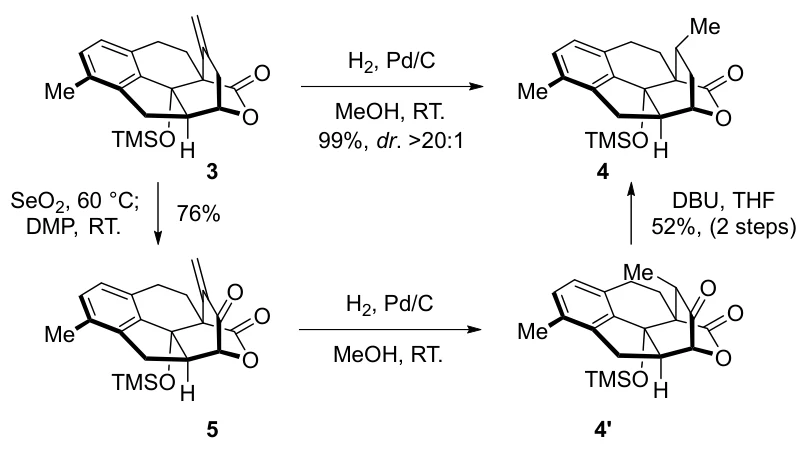 Me
H₂, Pd/C
O
Me
O
Me
O
TMSO
H
MeOH, RT.
99%, dr. >20:1
TMSO
H
O
3
4
SeO₂, 60 °C;
DMP, RT.
76%
DBU, THF
52%, (2 steps)
O
O
H₂, Pd/C
Me
O
O
Me
O
MeOH, RT.
Me
O
TMSO
H
TMSO
H
5
4'